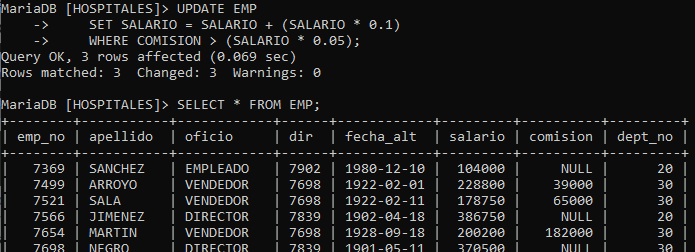 MariaDB [HOSPITALES]> UPDATE EMP
    ->     SET SALARIO = SALARIO + (SALARIO * 0.1)
    ->     WHERE COMISION > (SALARIO * 0.05);
Query OK, 3 rows affected (0.069 sec)
Rows matched: 3  Changed: 3  Warnings: 0
MariaDB [HOSPITALES]> SELECT * FROM EMP;
+--------+----------+-----------+------+------------+---------+----------+---------+
| emp_no | apellido | oficio    | dir  | fecha_alt  | salario | comision | dept_no |
+--------+----------+-----------+------+------------+---------+----------+---------+
|   7369 | SANCHEZ  | EMPLEADO  | 7902 | 1980-12-10 |  104000 |     NULL |      20 |
|   7499 | ARROYO   | VENDEDOR  | 7698 | 1922-02-01 |  228800 |    39000 |      30 |
|   7521 | SALA     | VENDEDOR  | 7698 | 1922-02-11 |  178750 |    65000 |      30 |
|   7566 | JIMENEZ  | DIRECTOR  | 7839 | 1902-04-18 |  386750 |     NULL |      20 |
|   7654 | MARTIN   | VENDEDOR  | 7698 | 1928-09-18 |  200200 |   182000 |      30 |
|   7698 | NEGRO    | DIRECTOR  | 7839 | 1901-05-11 |  370500 |     NULL |      30 |